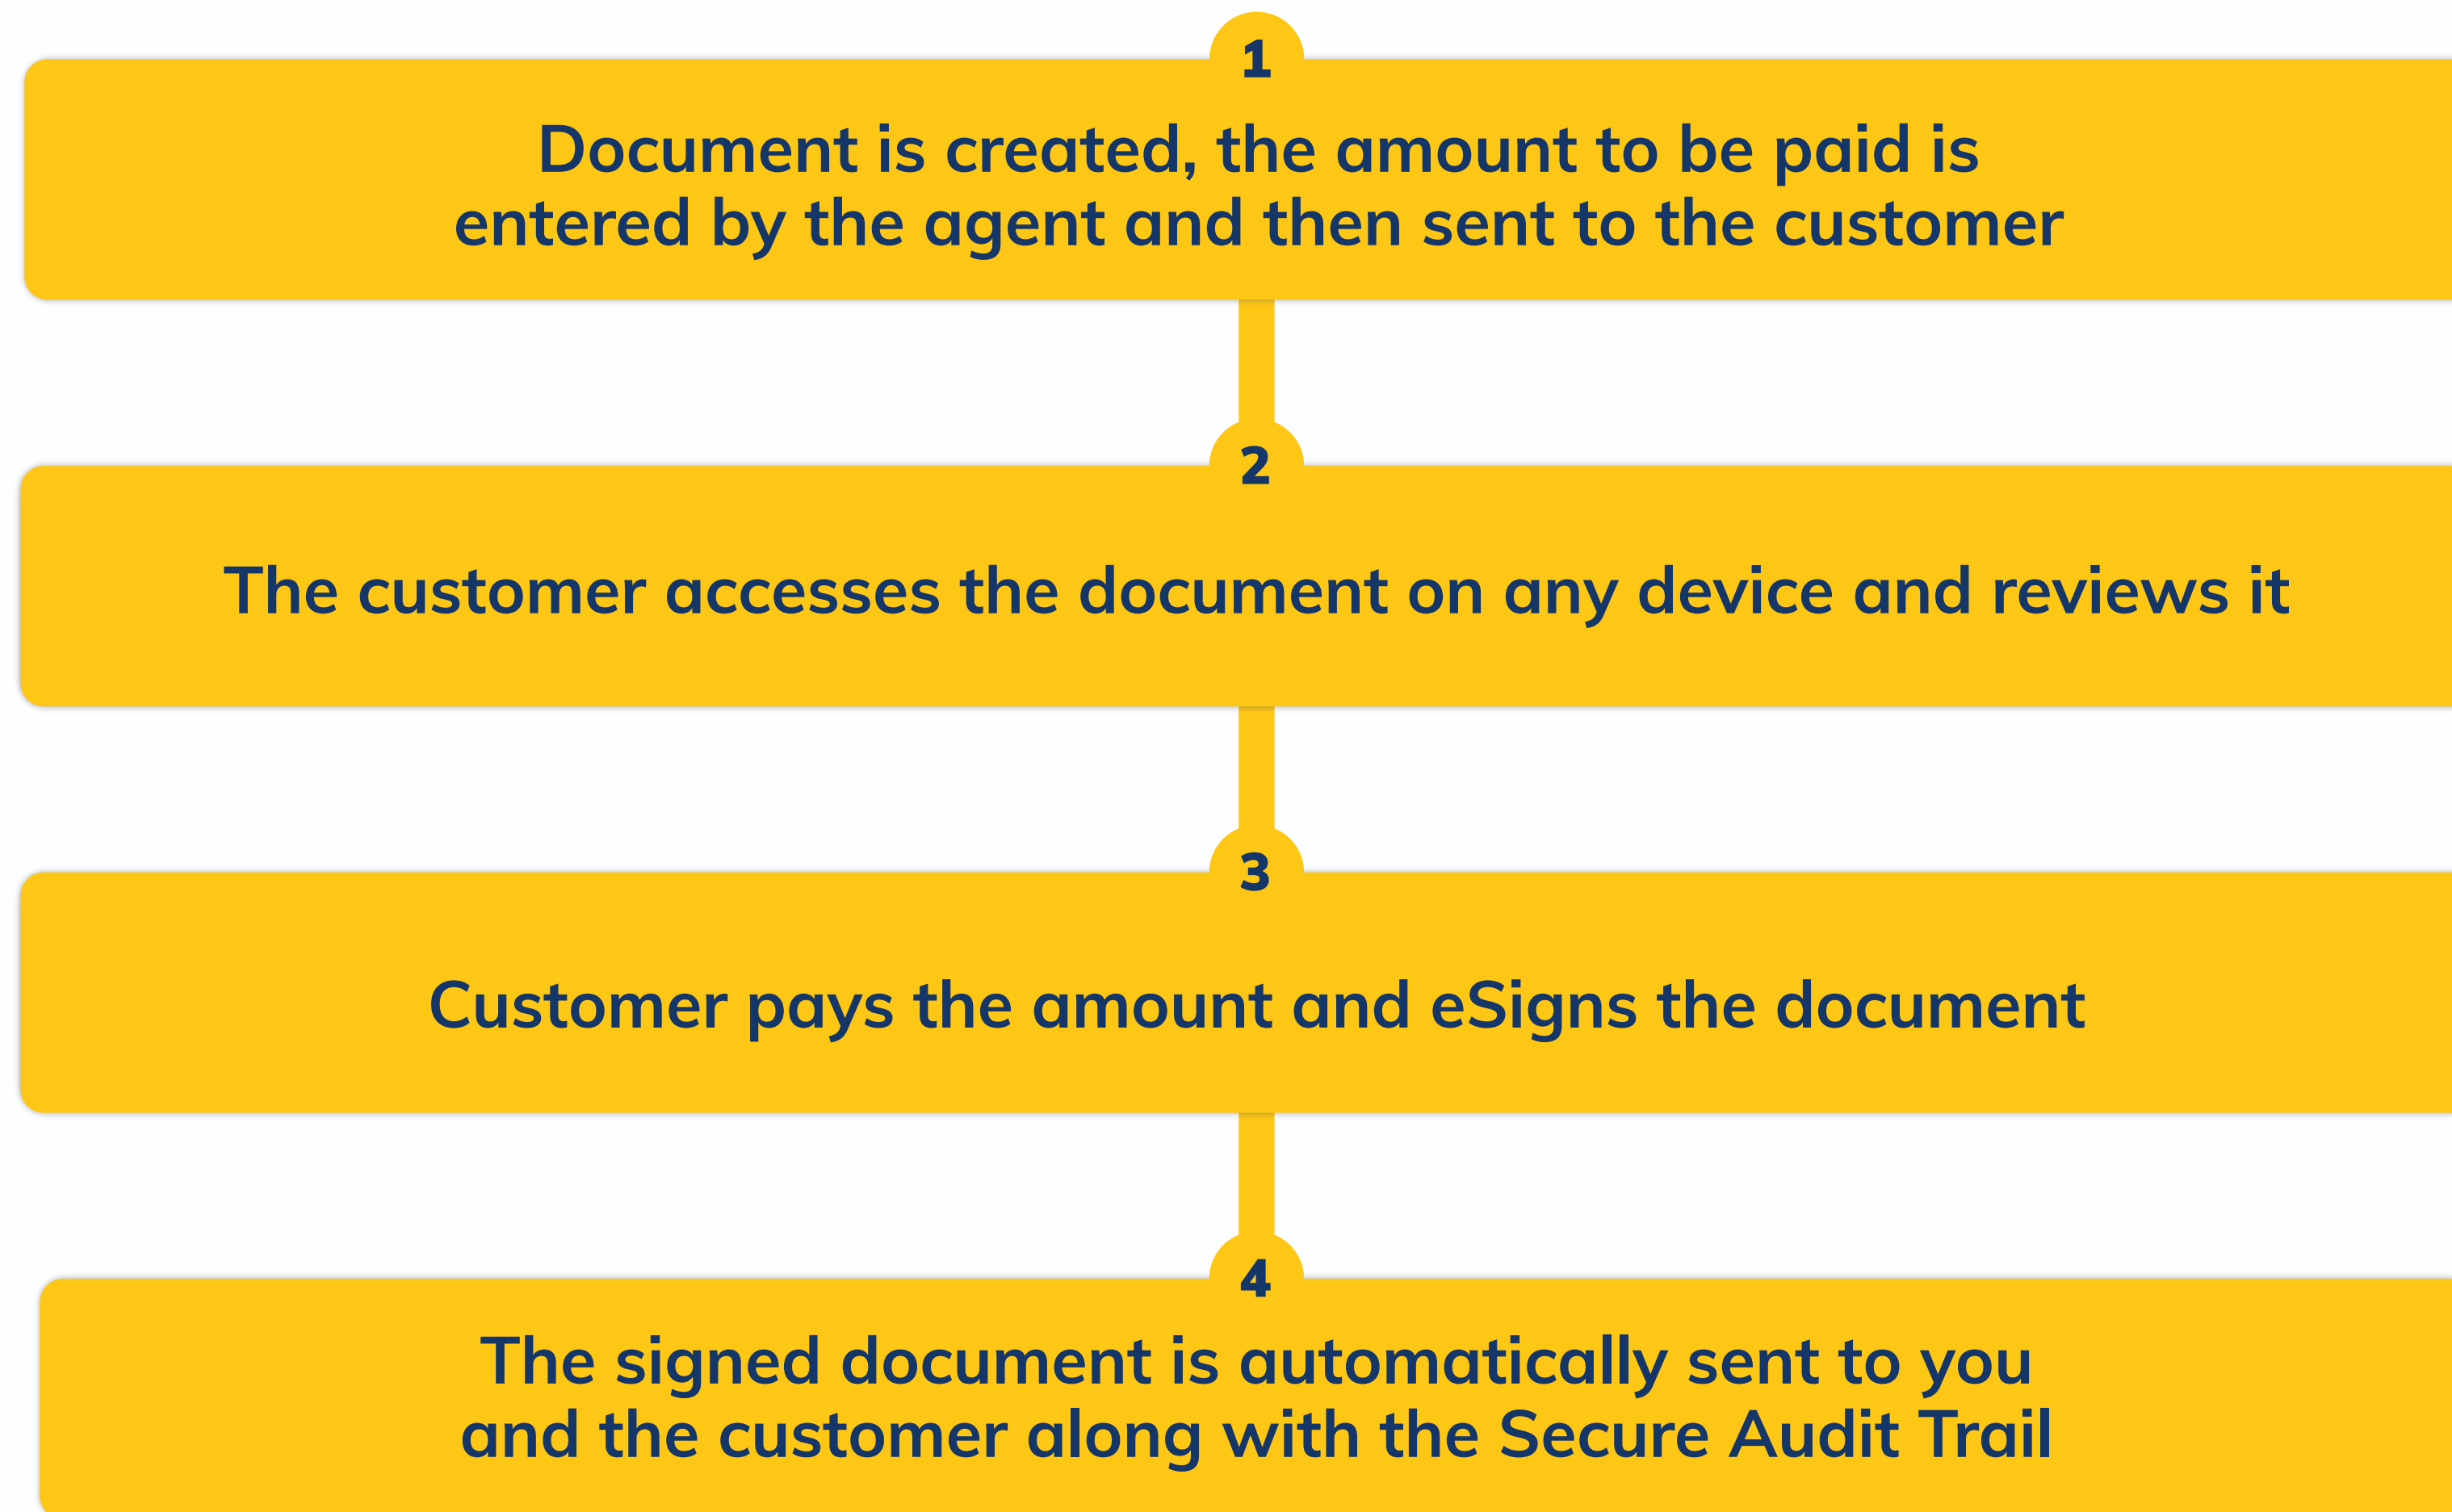 1
Document is created, the amount to be paid is
entered by the agent and then sent to the customer
2
The customer accesses the document on any device and reviews it
3
Customer pays the amount and eSigns the document
4
The signed document is automatically sent to you
and the customer along with the Secure Audit Trail